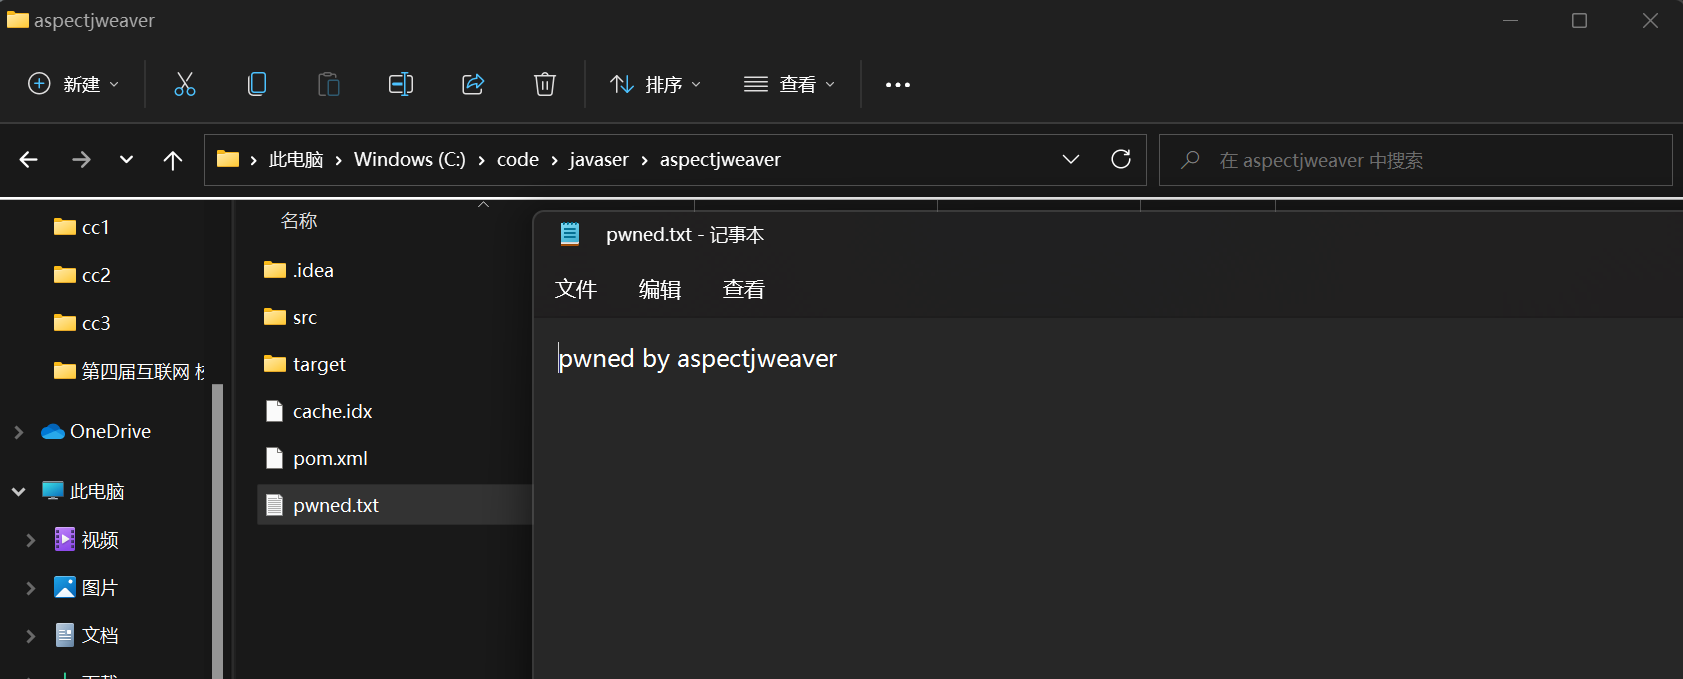 aspectjweaver
新建
排序
查看
此电脑 Windows (C:) code javaser aspectjweaver
在 aspectjweaver 中搜索
cc1
cc2
cc3
第四届互联网
OneDrive
此电脑
视频
图片
文档
名称
.idea
src
target
cache.idx
pom.xml
pwned.txt
pwned.txt - 记事本
文件 编辑 查看
pwned by aspectjweaver